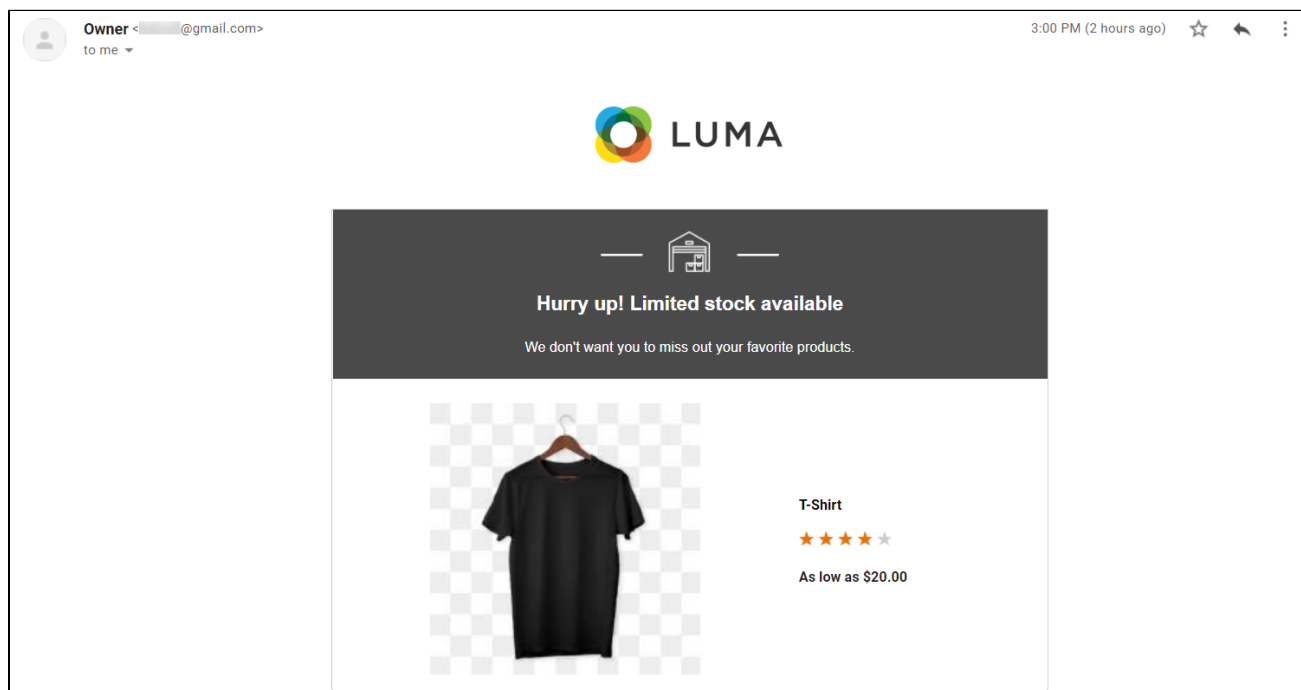 Owner < @gmail.com>
3:00 PM (2 hours ago)
to me
LUMA
Hurry up! Limited stock available
We don't want you to miss out your favorite products.
T-Shirt
As low as $20.00